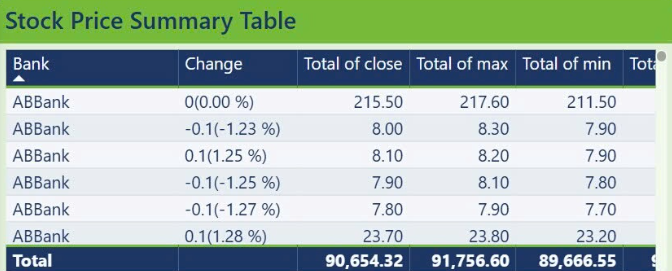 Stock Price Summary Table
Bank Change Total of close Total of max Total of min
ABBank 0(0.00 %) 215.50 217.60 211.50
ABBank -0.1(-1.23 %) 8.00 8.30 7.90
ABBank 0.1(1.25 %) 8.10 8.20 7.90
ABBank -0.1(-1.25 %) 7.90 8.10 7.80
ABBank -0.1(-1.27 %) 7.80 7.90 7.70
ABBank 0.1(1.28 %) 23.70 23.80 23.20
Total 90,654.32 91,756.60 89,666.55